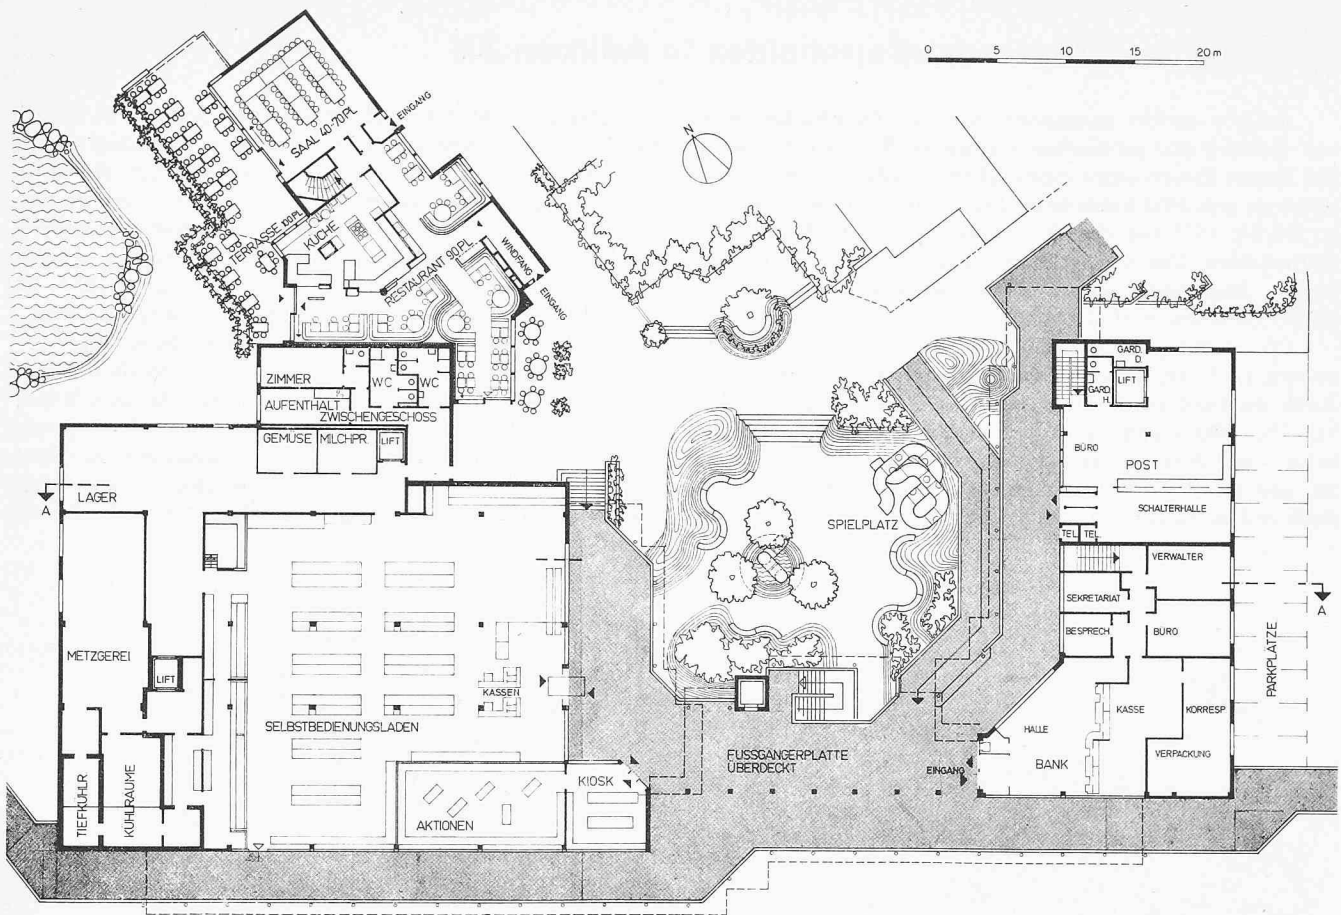 0 5 10 15 20 m
N
SAAL 40-70 PL.
EINGANG
TERRASSE 100 PL.
KÜCHE
RESTAURANT 90 PL.
WINDFANG
EINGANG
ZIMMER
WC
WC
AUFENTHALT
ZWISCHENGESCHOSS
GEMÜSE
MILCHPR.
LIFT
LAGER
A
METZGEREI
LIFT
SELBSTBEDIENUNGSLADEN
KASSEN
TIEFKÜHLR.
KÜHLRÄUME
AKTIONEN
KIOSK
SPIELPLATZ
FUSSGÄNGERPLATTE
ÜBERDECKT
EINGANG
GARD.
D.
GARD.
H.
LIFT
BÜRO
POST
SCHALTERHALLE
TEL.
TEL.
VERWALTER
SEKRETARIAT
BESPRECH.
BÜRO
A
PARKPLÄTZE
KASSE
KORRESP.
HALLE
BANK
VERPACKUNG